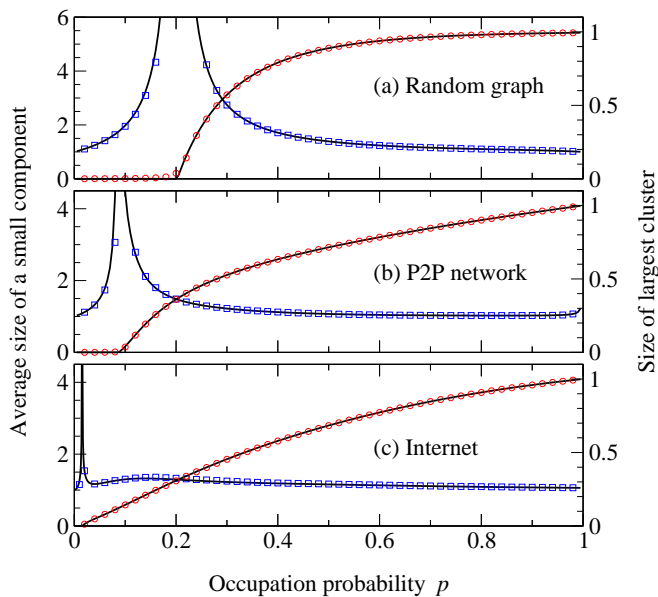 Average size of a small component
Size of largest cluster
6
4
2
0
1
0.5
0
(a) Random graph
4
2
0
1
0.5
0
(b) P2P network
4
2
0
1
0.5
0
(c) Internet
0 0.2 0.4 0.6 0.8 1
Occupation probability p